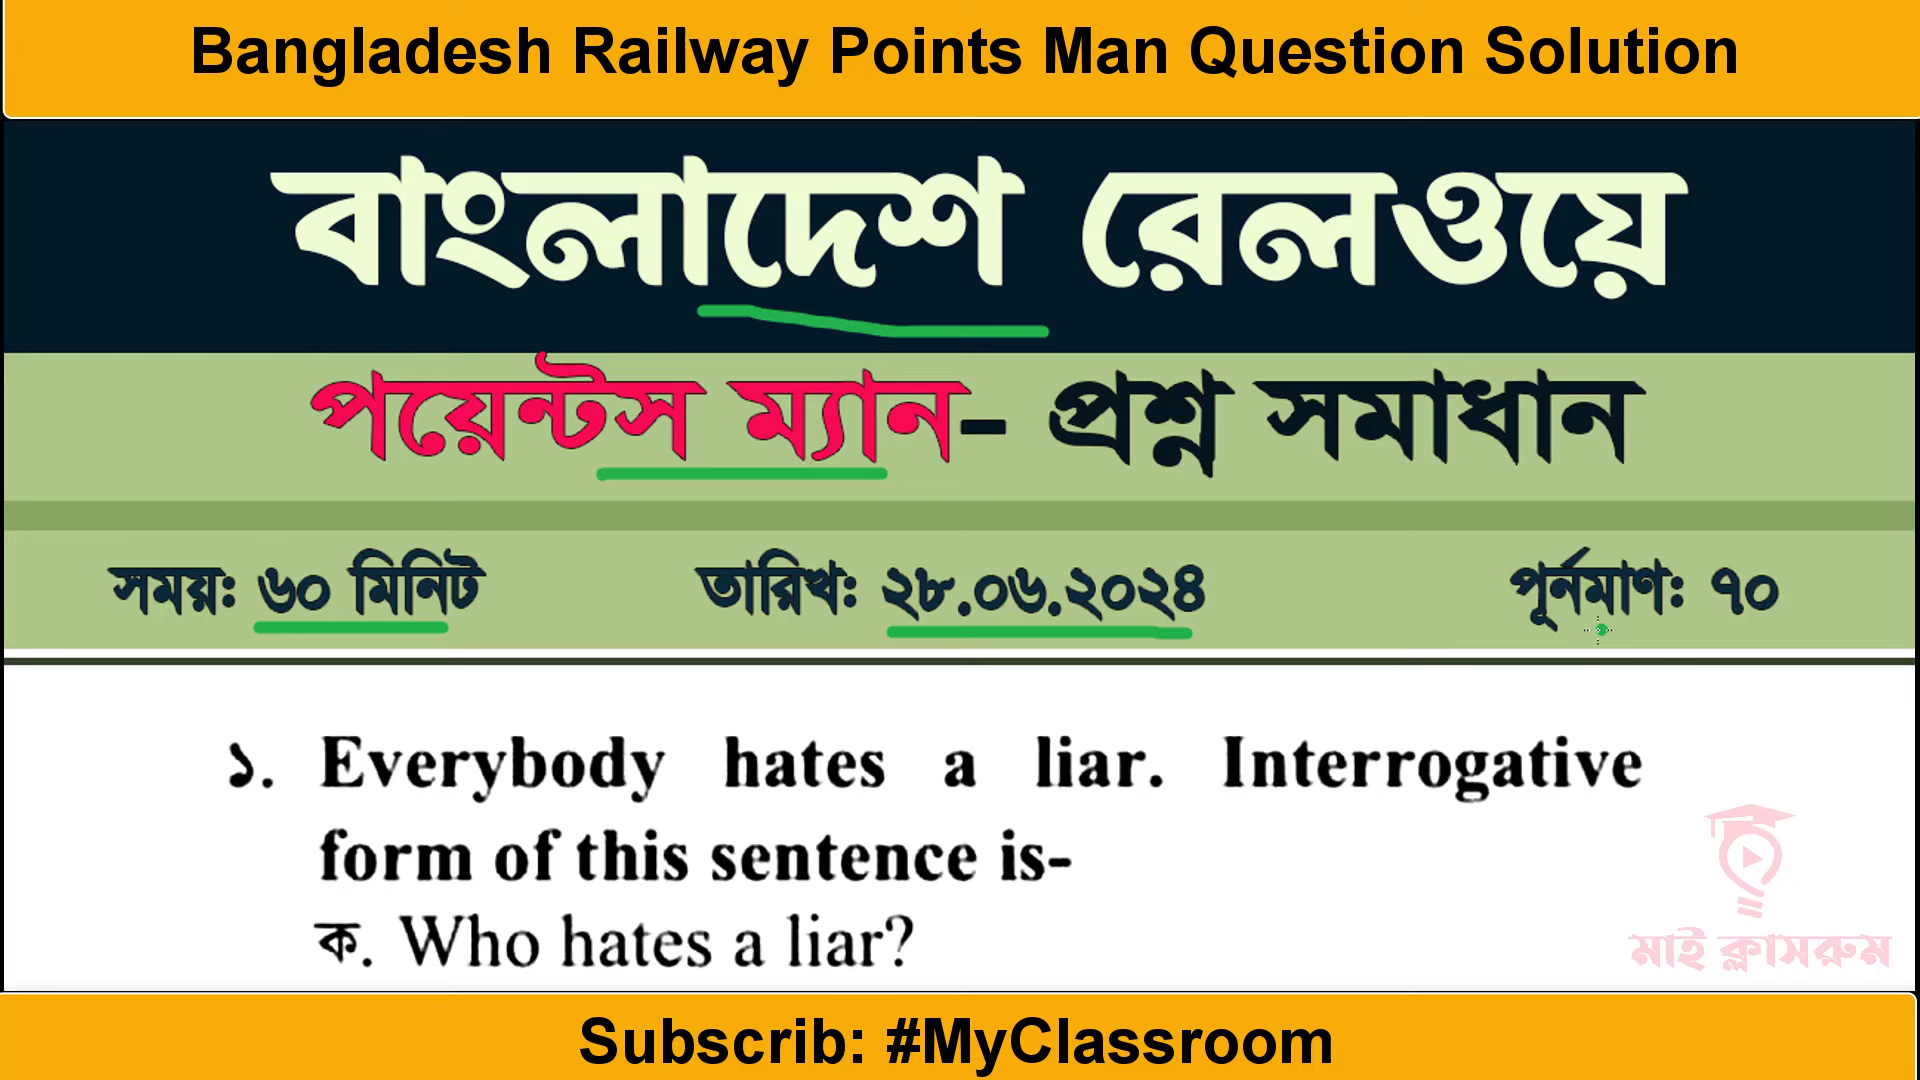 Bangladesh Railway Points Man Question Solution
বাংলাদেশ রেলওয়ে
পয়েন্টস ম্যান- প্রশ্ন সমাধান
সময়: ৬০ মিনিট তারিখ: ২৮.০৬.২০২৪ পূর্নমাণ: ৭০
১. Everybody hates a liar. Interrogative
form of this sentence is-
ক. Who hates a liar?
মাই ক্লাসরুম
Subscrib: #MyClassroom